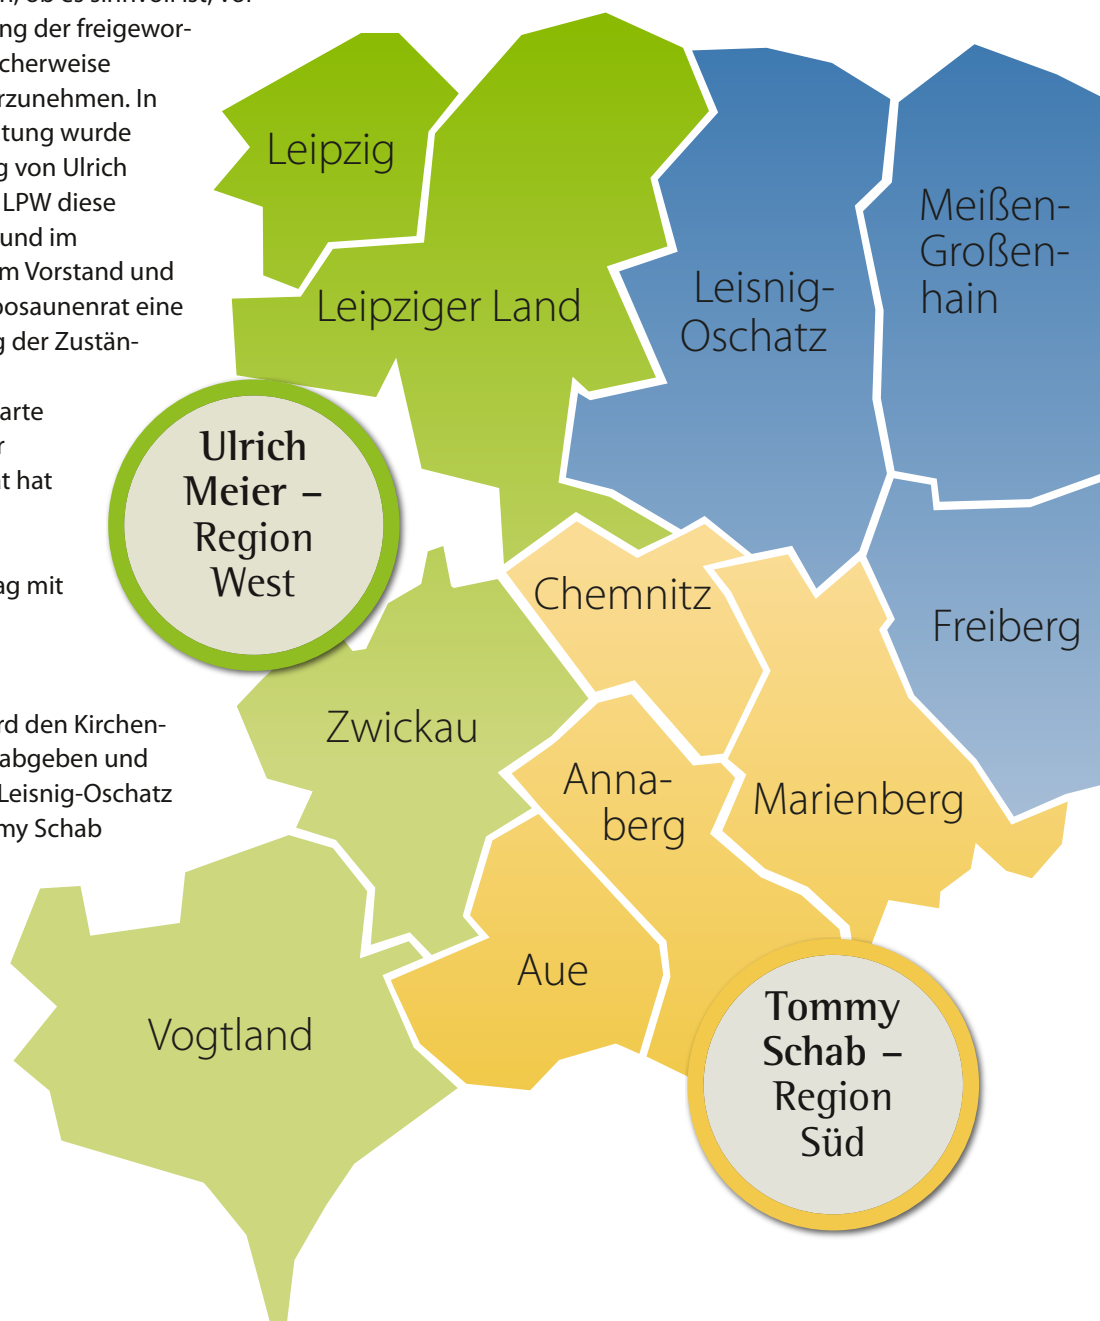 ng der freigewor-
cherweise
rzunehmen. In
tung wurde
g von Ulrich
LPW diese
und im
m Vorstand und
posaunenrat eine
g der Zustän-
arte
r
t hat
ag mit
rd den Kirchen-
abgeben und
Leisnig-Oschatz
my Schab
Leipzig
Leipziger Land
Leisnig-
Oschatz
Meißen-
Großen-
hain
Ulrich
Meier –
Region
West
Chemnitz
Freiberg
Zwickau
Anna-
berg
Marienberg
Aue
Vogtland
Tommy
Schab –
Region
Süd